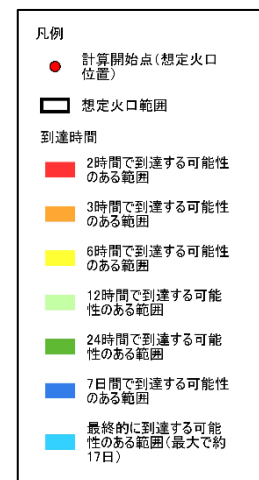 凡例
計算開始点(想定火口
位置)
想定火口範囲
到達時間
2時間で到達する可能性
のある範囲
3時間で到達する可能性
のある範囲
6時間で到達する可能性
のある範囲
12時間で到達する可能
性のある範囲
24時間で到達する可能
性のある範囲
7日間で到達する可能性
のある範囲
最終的に到達する可能
性のある範囲(最大で約
17日)